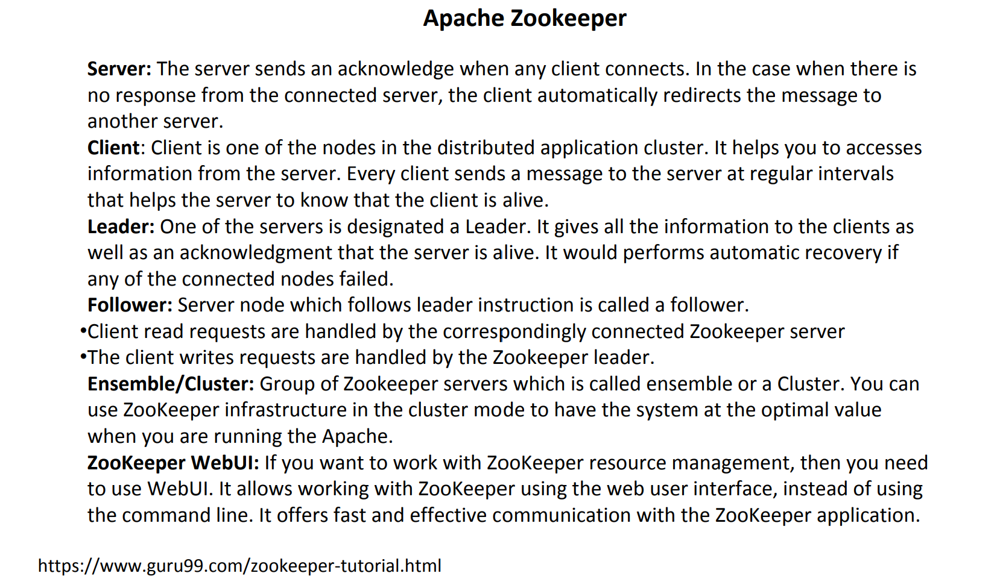 Apache Zookeeper
Server: The server sends an acknowledge when any client connects. In the case when there is
no response from the connected server, the client automatically redirects the message to
another server.
Client: Client is one of the nodes in the distributed application cluster. It helps you to accesses
information from the server. Every client sends a message to the server at regular intervals
that helps the server to know that the client is alive.
Leader: One of the servers is designated a Leader. It gives all the information to the clients as
well as an acknowledgment that the server is alive. It would performs automatic recovery if
any of the connected nodes failed.
Follower: Server node which follows leader instruction is called a follower.
•Client read requests are handled by the correspondingly connected Zookeeper server
•The client writes requests are handled by the Zookeeper leader.
Ensemble/Cluster: Group of Zookeeper servers which is called ensemble or a Cluster. You can
use ZooKeeper infrastructure in the cluster mode to have the system at the optimal value
when you are running the Apache.
ZooKeeper WebUI: If you want to work with ZooKeeper resource management, then you need
to use WebUI. It allows working with ZooKeeper using the web user interface, instead of using
the command line. It offers fast and effective communication with the ZooKeeper application.
https://www.guru99.com/zookeeper-tutorial.html